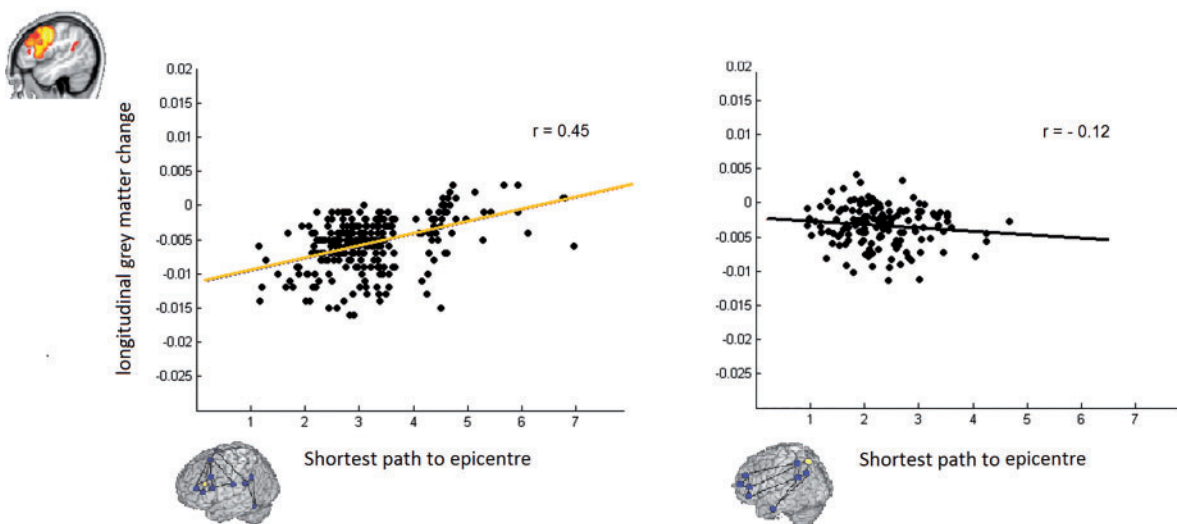 longitudinal grey matter change
0.02
0.015
0.01
0.005
0
-0.005
-0.01
-0.015
-0.02
-0.025
r = 0.45
1 2 3 4 5 6 7
Shortest path to epicentre
0.02
0.015
0.01
0.005
0
-0.005
-0.01
-0.015
-0.02
-0.025
r = - 0.12
1 2 3 4 5 6 7
Shortest path to epicentre